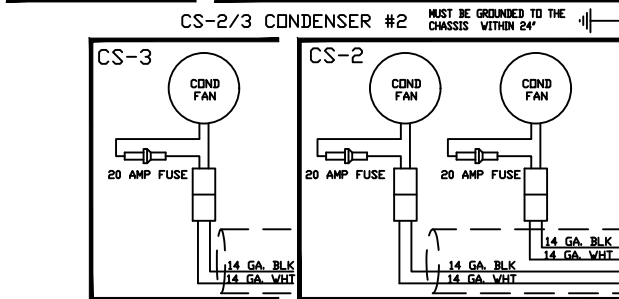 CS-2/3 CONDENSER #2
MUST BE GROUNDED TO THE
CHASSIS WITHIN 24"
CS-3
COND
FAN
20 AMP FUSE
14 GA. BLK
14 GA. WHT
CS-2
COND
FAN
COND
FAN
20 AMP FUSE
20 AMP FUSE
14 GA. BLK
14 GA. WHT
14 GA. BLK
14 GA. WHT